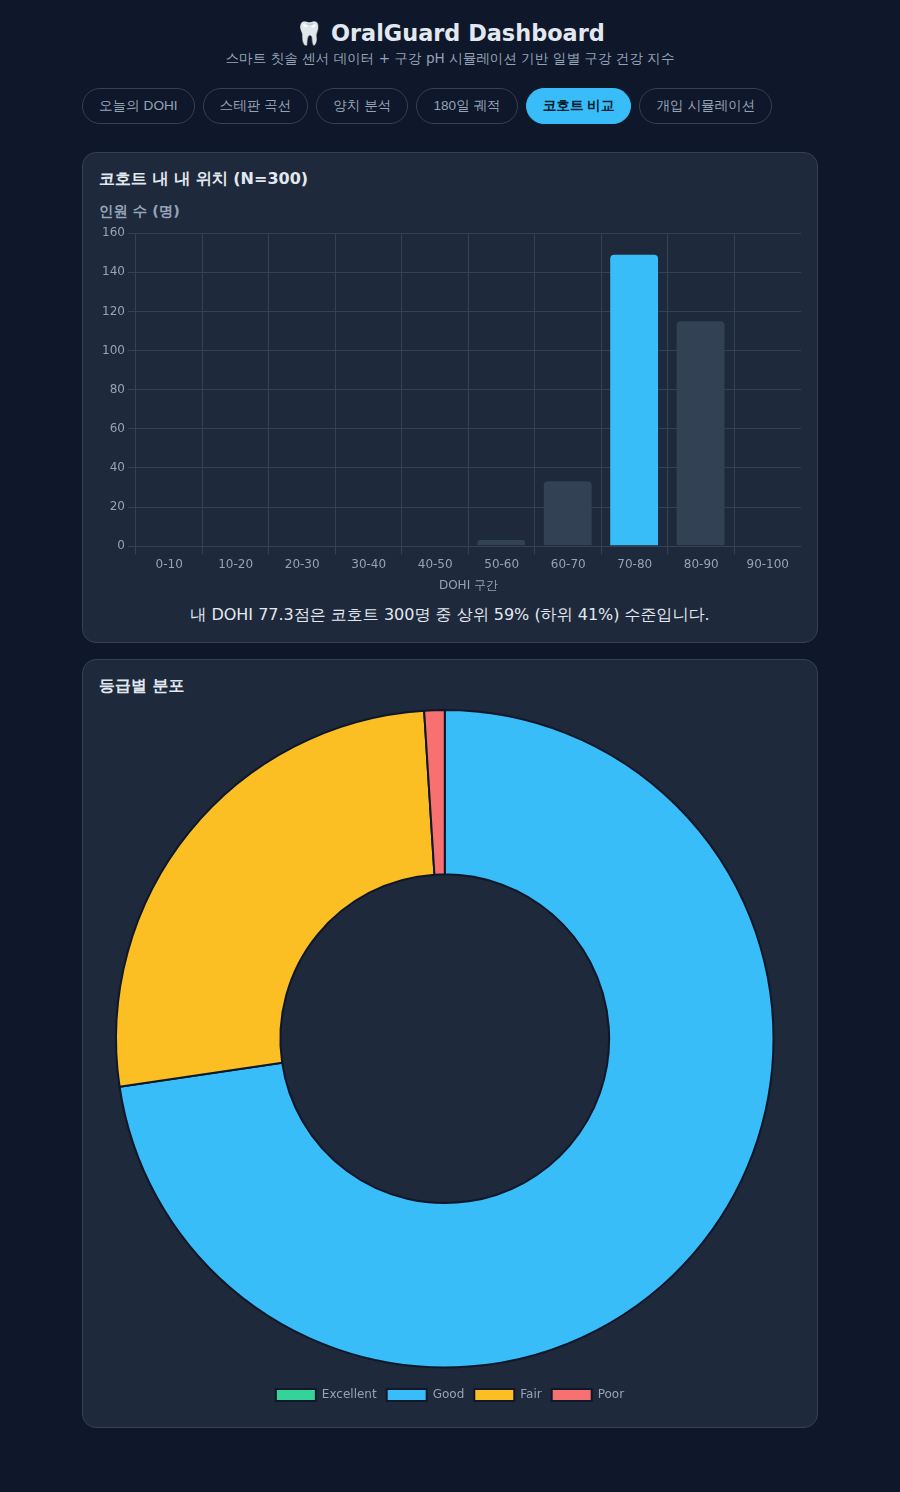 🦷 OralGuard Dashboard
스마트 칫솔 센서 데이터 + 구강 pH 시뮬레이션 기반 일별 구강 건강 지수
오늘의 DOHI 스테판 곡선 양치 분석 180일 궤적 코호트 비교 개입 시뮬레이션
코호트 내 내 위치 (N=300)
인원 수 (명)
160
140
120
100
80
60
40
20
0
0-10 10-20 20-30 30-40 40-50 50-60 60-70 70-80 80-90 90-100
DOHI 구간
내 DOHI 77.3점은 코호트 300명 중 상위 59% (하위 41%) 수준입니다.
등급별 분포
Excellent Good Fair Poor